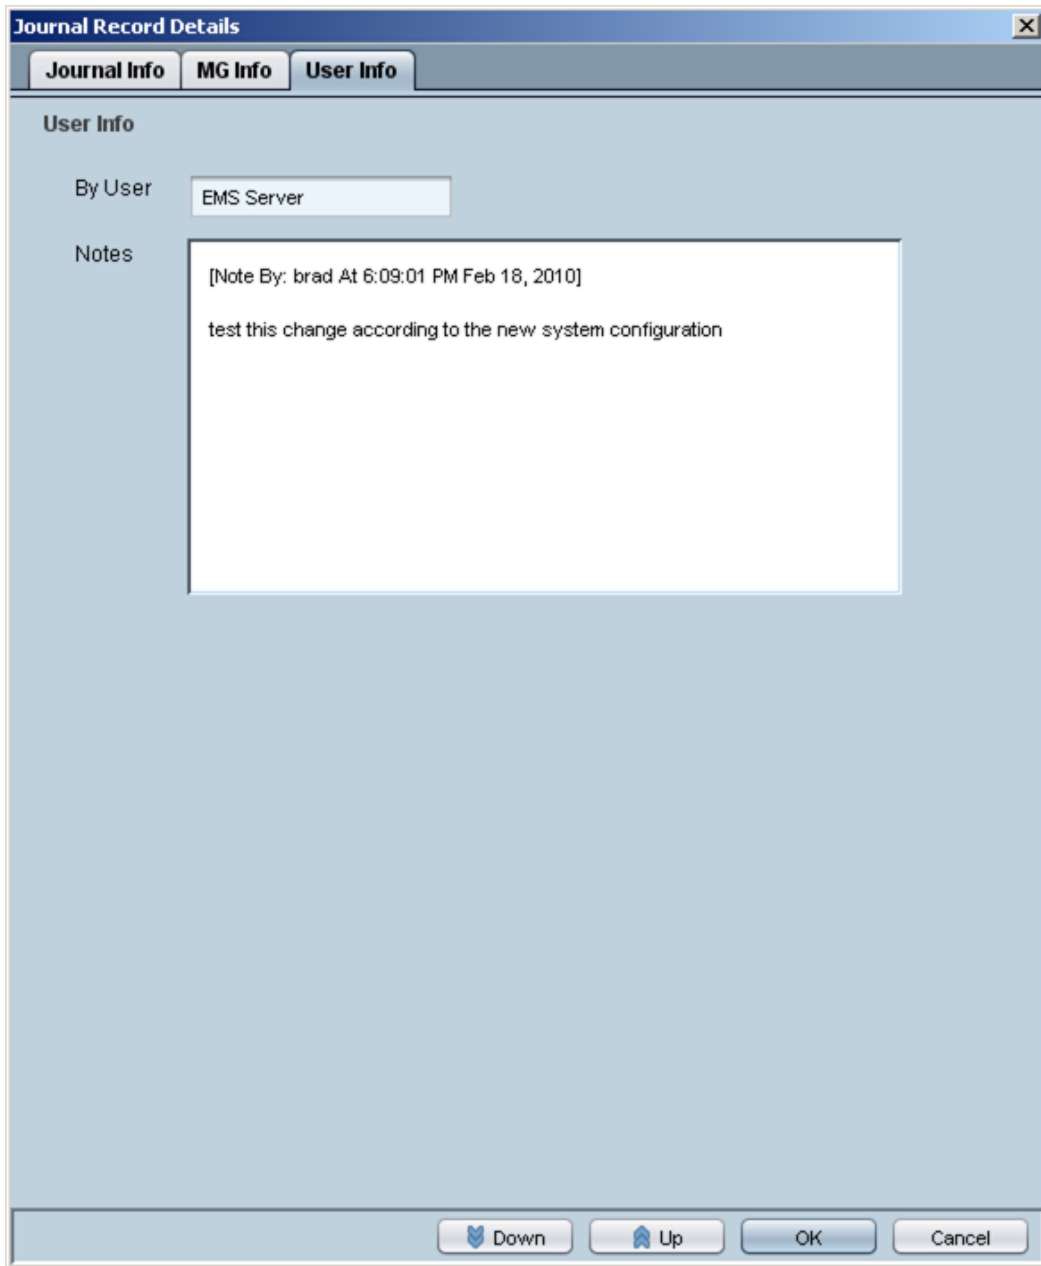 Journal Record Details
Journal Info MG Info User Info
User Info
By User EMS Server
Notes
[Note By: brad At 6:09:01 PM Feb 18, 2010]
test this change according to the new system configuration
Down Up OK Cancel